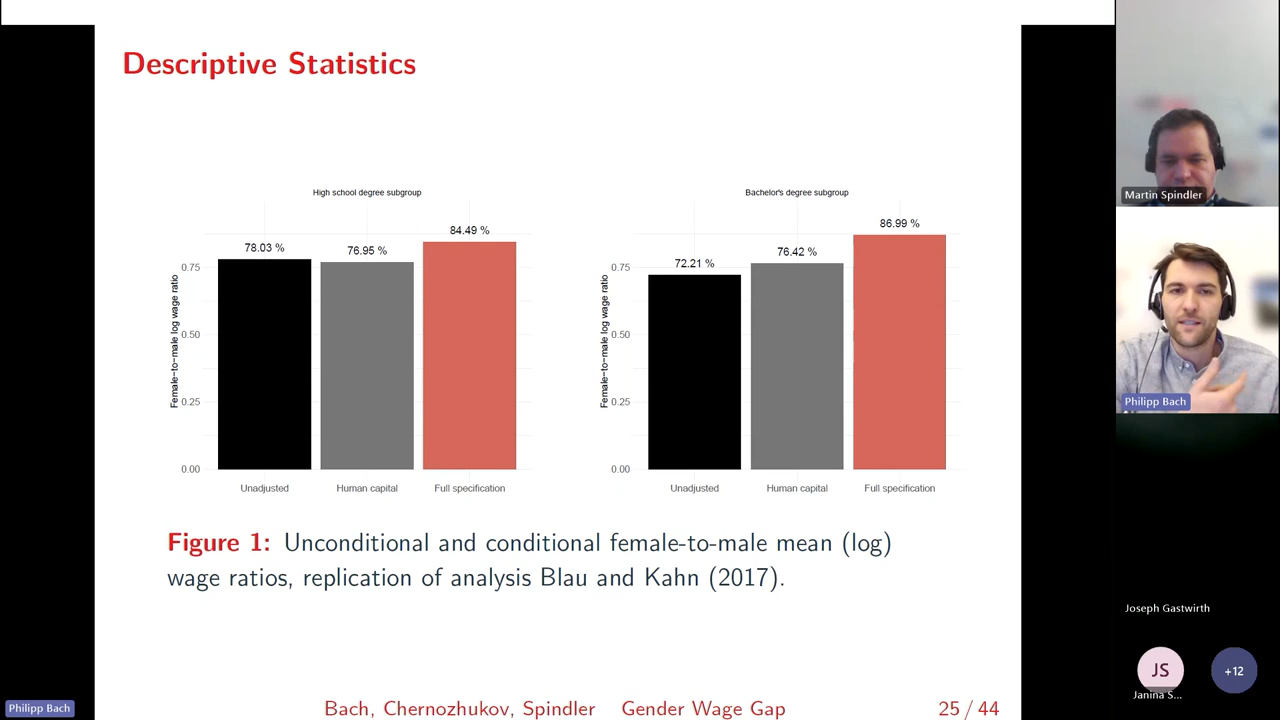 Descriptive Statistics
High school degree subgroup
78.03 %
76.95 %
84.49 %
Female-to-male log wage ratio
0.75
0.50
0.25
0.00
Unadjusted
Human capital
Full specification
Bachelor's degree subgroup
72.21 %
76.42 %
86.99 %
Female-to-male log wage ratio
0.75
0.50
0.25
0.00
Unadjusted
Human capital
Full specification
Figure 1: Unconditional and conditional female-to-male mean (log)
wage ratios, replication of analysis Blau and Kahn (2017).
Bach, Chernozhukov, Spindler Gender Wage Gap 25 / 44
Philipp Bach
Martin Spindler
Philipp Bach
Joseph Gastwirth
JS
Janina S...
+12